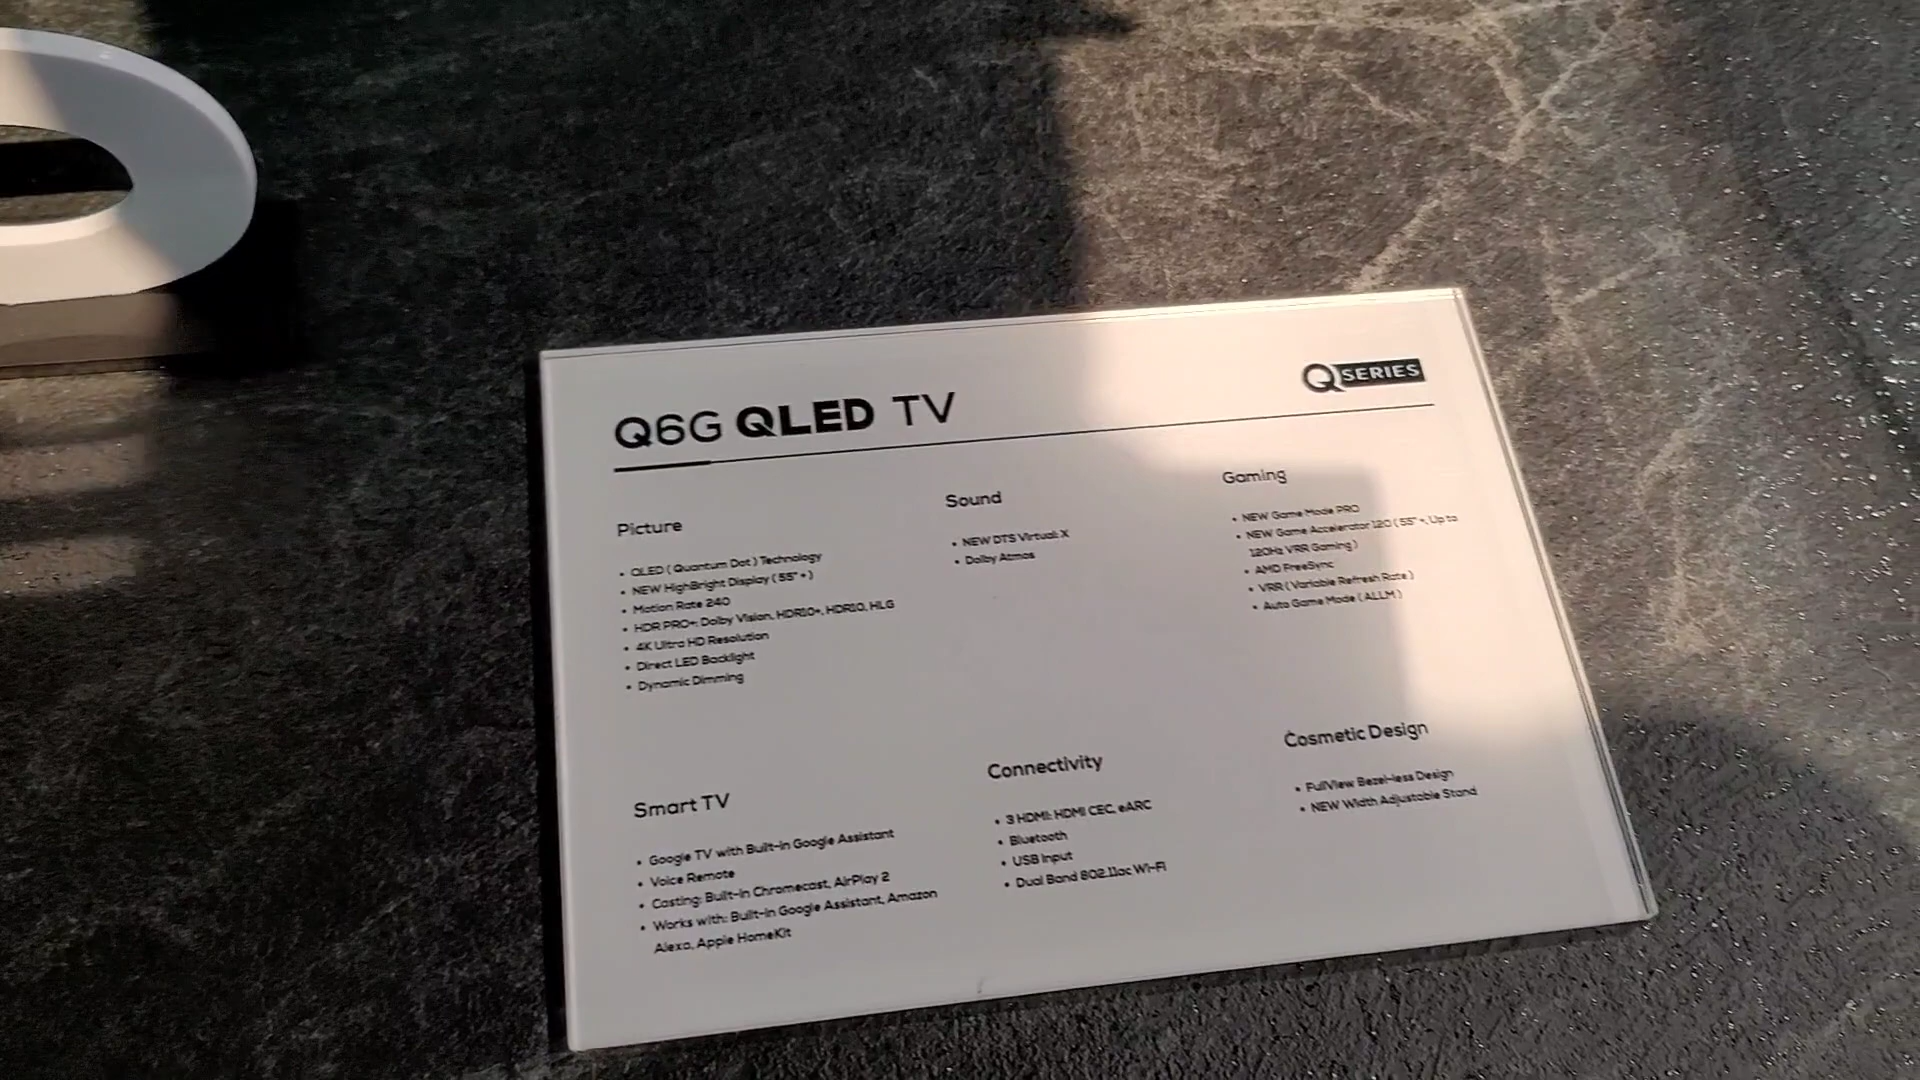 Q6G QLED TV
Q SERIES
Picture
• QLED ( Quantum Dot ) Technology
• NEW HighBright Display ( 55" + )
• Motion Rate 240
• HDR PRO+: Dolby Vision, HDR10+, HDR10, HLG
• 4K Ultra HD Resolution
• Direct LED Backlight
• Dynamic Dimming
Sound
• NEW DTS Virtual: X
• Dolby Atmos
Gaming
• NEW Game Mode PRO
• NEW Game Accelerator 120 ( 55" +, Up to
120Hz VRR Gaming )
• AMD FreeSync
• VRR ( Variable Refresh Rate )
• Auto Game Mode ( ALLM )
Smart TV
• Google TV with Built-in Google Assistant
• Voice Remote
• Casting: Built-in Chromecast, AirPlay 2
• Works with: Built-in Google Assistant, Amazon
Alexa, Apple HomeKit
Connectivity
• 3 HDMI: HDMI CEC, eARC
• Bluetooth
• USB Input
• Dual Band 802.11ac Wi-Fi
Cosmetic Design
• FullView Bezel-less Design
• NEW Width Adjustable Stand